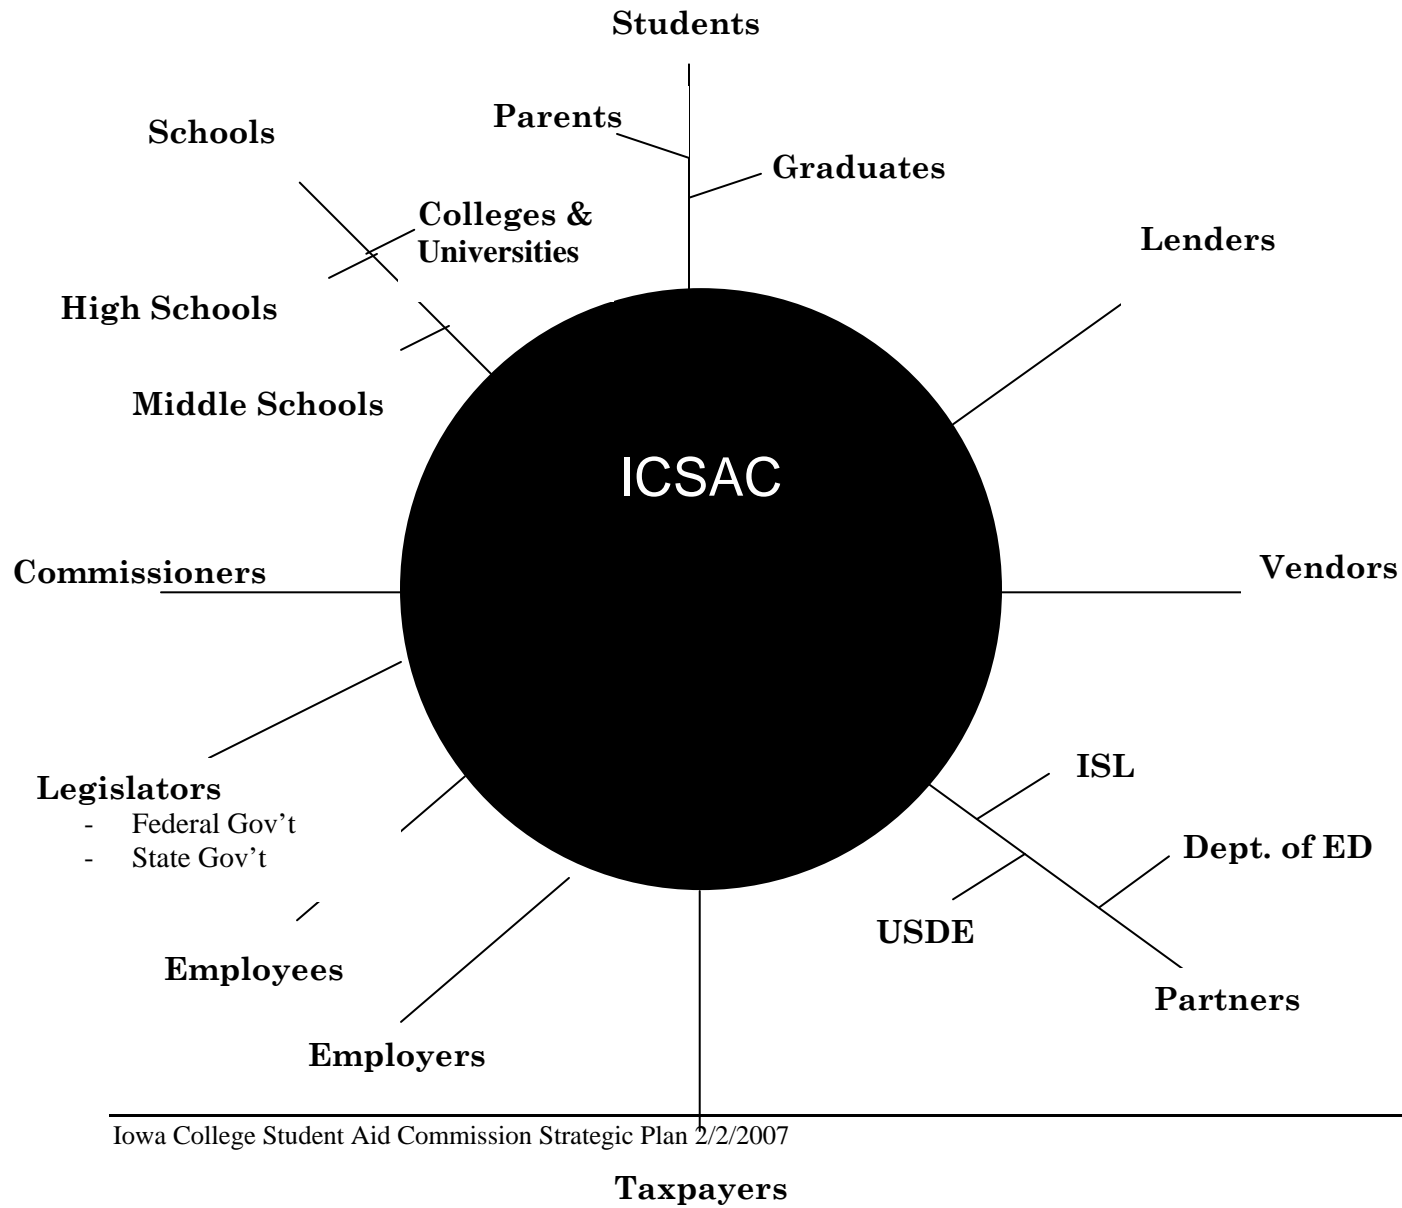 Students
Parents
Schools
Graduates
Colleges &
Universities
Lenders
High Schools
Middle Schools
ICSAC
Commissioners
Vendors
ISL
Legislators
- Federal Gov’t
- State Gov’t
Dept. of ED
USDE
Employees
Partners
Employers
Iowa College Student Aid Commission Strategic Plan 2/2/2007
Taxpayers